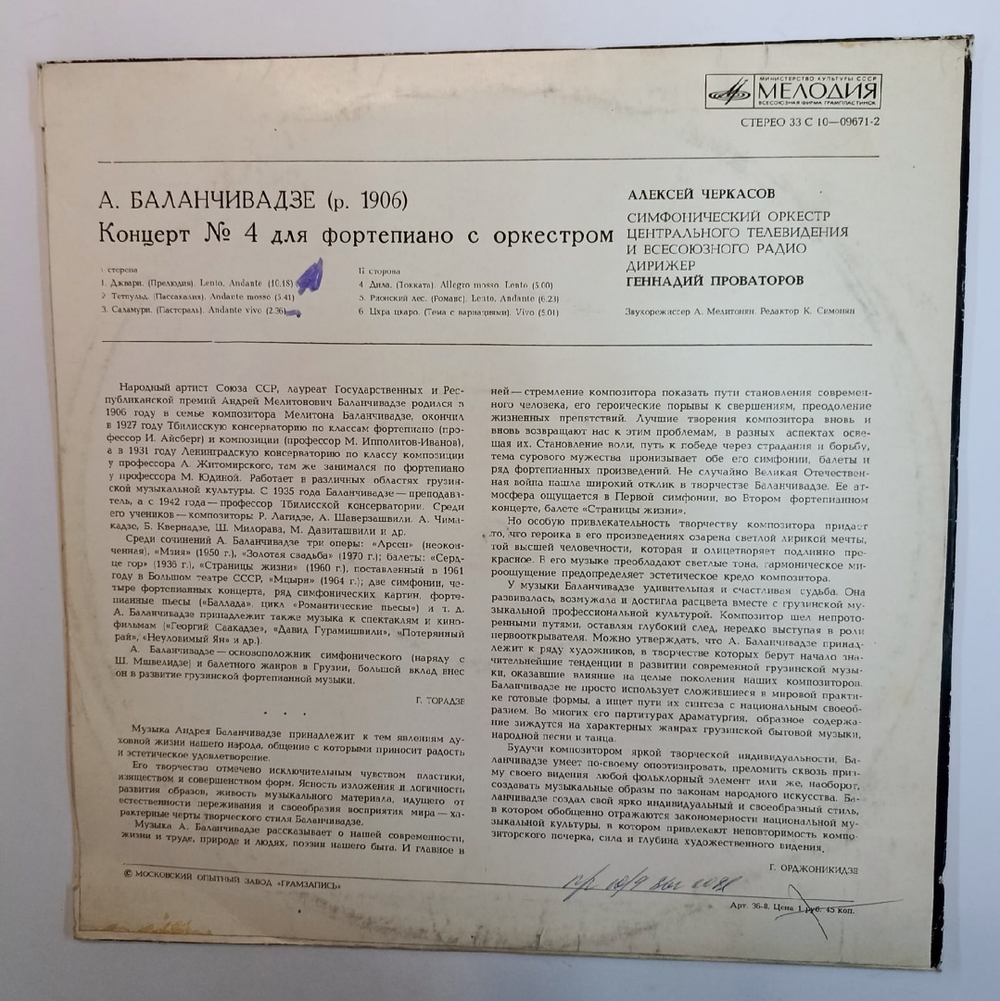 МИНИСТЕРСТВО КУЛЬТУРЫ СССР
МЕЛОДИЯ
ВСЕСОЮЗНАЯ ФИРМА ГРАМПЛАСТИНОК
СТЕРЕО 33 С 10—09671-2
А. БАЛАНЧИВАДЗЕ (р. 1906)
Концерт № 4 для фортепиано с оркестром
I сторона
1. Джвари. (Прелюдия). Lento, Andante (10.18)
2 Тетнульд. (Пассакалия). Andante mosso (5.41)
3. Саламури. (Пастораль). Andante vivo (2.36)
II сторона
4 Дила. (Токката). Allegro mosso. Lento (5.00)
5. Рионский лес. (Романс). Lento, Andante (6.23)
6 Цхра цкаро. (Тема с вариациями). Vivo (5.01)
АЛЕКСЕЙ ЧЕРКАСОВ
СИМФОНИЧЕСКИЙ ОРКЕСТР
ЦЕНТРАЛЬНОГО ТЕЛЕВИДЕНИЯ
И ВСЕСОЮЗНОГО РАДИО
ДИРИЖЕР
ГЕННАДИЙ ПРОВАТОРОВ
Звукорежиссер А. Мелитонян. Редактор К. Симонян
Народный артист Союза ССР, лауреат Государственных и Рес-
публиканской премий Андрей Мелитонович Баланчивадзе родился в
1906 году в семье композитора Мелитона Баланчивадзе, окончил
в 1927 году Тбилисскую консерваторию по классам фортепиано (про-
фессор И. Айсберг) и композиции (профессор М. Ипполитов-Иванов),
а в 1931 году Ленинградскую консерваторию по классу композиции
у профессора Л. Житомирского, там же занимался по фортепиано
у профессора М. Юдиной. Работает в различных областях грузин-
ской музыкальной культуры. С 1935 года Баланчивадзе — преподава-
тель, а с 1942 года — профессор Тбилисской консерватории. Среди
его учеников — композиторы Р. Лагидзе, А. Шаверзашвили. А. Чима-
кадзе, Б. Квернадзе, Ш. Милорава, М. Давиташвили и др.
Среди сочинений А. Баланчивадзе три оперы: «Арсен» (неокон-
ченная), «Мзия» (1950 г.), «Золотая свадьба» (1970 г.); балеты: «Серд-
це гор» (1936 г.), «Страницы жизни» (1960 г.), поставленный в 1961
году в Большом театре СССР, «Мцыри» (1964 г.); две симфонии, че-
тыре фортепианных концерта, ряд симфонических картин, форте-
пианные пьесы («Баллада», цикл «Романтические пьесы») и т. д.
А. Баланчивадзе принадлежит также музыка к спектаклям и кино-
фильмам («Георгий Саакадзе», «Давид Гурамишвили», «Потерянный
рай», «Неуловимый Ян» и др.).
А. Баланчивадзе — основоположник симфонического (наряду с
Ш. Мшвелидзе) и балетного жанров в Грузии, большой вклад внес
он в развитие грузинской фортепианной музыки.
Г. ТОРАДЗЕ
Музыка Андрея Баланчивадзе принадлежит к тем явлениям ду-
ховной жизни нашего народа, общение с которыми приносит радость
и эстетическое удовлетворение.
Его творчество отмечено исключительным чувством пластики,
изяществом и совершенством форм. Ясность изложения и логичность
развития образов, живость музыкального материала, идущего от
естественности переживания и своеобразия восприятия мира — ха-
рактерные черты творческого стиля Баланчивадзе.
Музыка А. Баланчивадзе рассказывает о нашей современности,
жизни и труде, природе и людях, поэзии нашего быта. И главное в
ней — стремление композитора показать пути становления современ-
ного человека, его героические порывы к свершениям, преодоление
жизненных препятствий. Лучшие творения композитора вновь и
вновь возвращают нас к этим проблемам, в разных аспектах осве-
щая их. Становление воли, путь к победе через страдания и борьбу,
тема сурового мужества пронизывает обе его симфонии, балеты и
ряд фортепианных произведений. Не случайно Великая Отечествен-
ная война нашла широкий отклик в творчестве Баланчивадзе. Ее ат-
мосфера ощущается в Первой симфонии, во Втором фортепианном
концерте, балете «Страницы жизни».
Но особую привлекательность творчеству композитора придает
то, что героика в его произведениях озарена светлой лирикой мечты,
той высшей человечности, которая и олицетворяет подлинно пре-
красное. В его музыке преобладают светлые тона, гармоническое ми-
роощущение предопределяет эстетическое кредо композитора.
У музыки Баланчивадзе удивительная и счастливая судьба. Она
развивалась, возмужала и достигла расцвета вместе с грузинской му-
зыкальной профессиональной культурой. Композитор шел непрото-
ренными путями, оставляя глубокий след, нередко выступая в роли
первооткрывателя. Можно утверждать, что А. Баланчивадзе принад-
лежит к ряду художников, в творчестве которых берут начало зна-
чительнейшие тенденции в развитии современной грузинской музы-
ки, оказавшие влияние на целые поколения наших композиторов.
Баланчивадзе не просто использует сложившиеся в мировой практи-
ке готовые формы, а ищет пути их синтеза с национальным своеоб-
разием. Во многих его партитурах драматургия, образное содержа-
ние зиждутся на характерных жанрах грузинской бытовой музыки,
народной песни и танца.
Будучи композитором яркой творческой индивидуальности, Ба-
ланчивадзе умеет по-своему опоэтизировать, преломить сквозь приз-
му своего видения любой фольклорный элемент или же, наоборот,
создавать музыкальные образы по законам народного искусства. Ба-
ланчивадзе создал свой ярко индивидуальный и своеобразный стиль,
в котором обобщенно отражаются закономерности национальной му-
зыкальной культуры, в котором привлекают неповторимость компо-
зиторского почерка, сила и глубина художественного видения.
Г. ОРДЖОНИКИДЗЕ
© МОСКОВСКИЙ ОПЫТНЫЙ ЗАВОД «ГРАМЗАПИСЬ»
Арт. 36-8. Цена 1 руб. 45 коп.